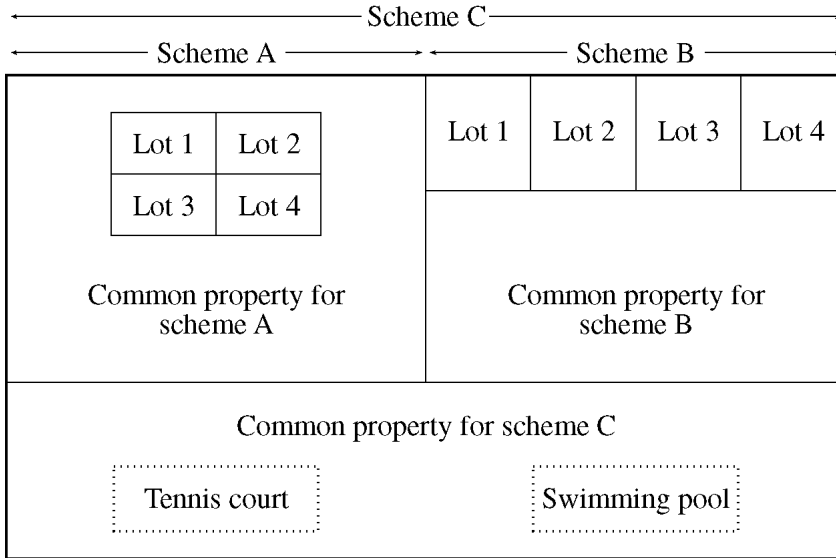 Scheme C
Scheme A
Scheme B
Lot 1
Lot 2
Lot 3
Lot 4
Lot 1
Lot 2
Lot 3
Lot 4
Common property for
scheme A
Common property for
scheme B
Common property for scheme C
Tennis court
Swimming pool